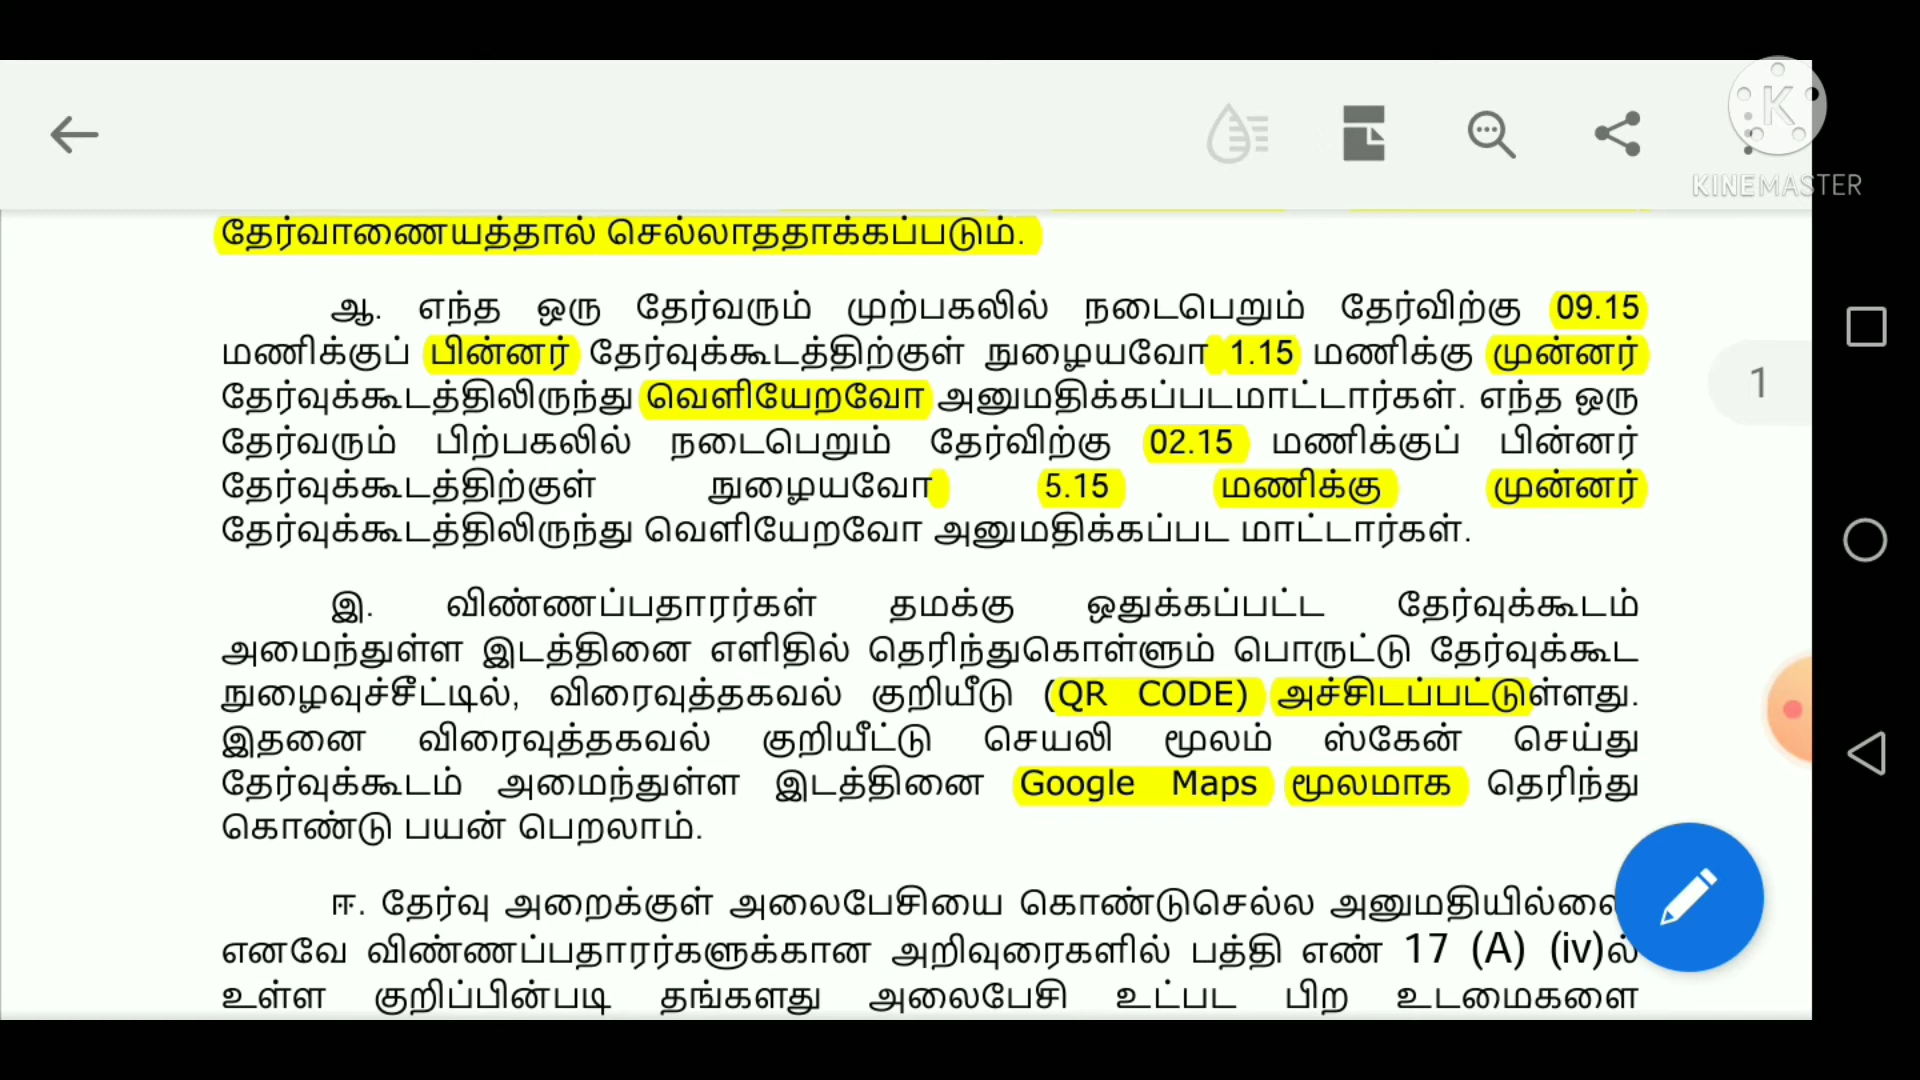 KINEMASTER
தேர்வாணையத்தால் செல்லாததாக்கப்படும்.
ஆ. எந்த ஒரு தேர்வரும் முற்பகலில் நடைபெறும் தேர்விற்கு 09.15
மணிக்குப் பின்னர் தேர்வுக்கூடத்திற்குள் நுழையவோ 1.15 மணிக்கு முன்னர்
தேர்வுக்கூடத்திலிருந்து வெளியேறவோ அனுமதிக்கப்படமாட்டார்கள். எந்த ஒரு
தேர்வரும் பிற்பகலில் நடைபெறும் தேர்விற்கு 02.15 மணிக்குப் பின்னர்
தேர்வுக்கூடத்திற்குள் நுழையவோ 5.15 மணிக்கு முன்னர்
தேர்வுக்கூடத்திலிருந்து வெளியேறவோ அனுமதிக்கப்பட மாட்டார்கள்.
1
இ. விண்ணப்பதாரர்கள் தமக்கு ஒதுக்கப்பட்ட தேர்வுக்கூடம்
அமைந்துள்ள இடத்தினை எளிதில் தெரிந்துகொள்ளும் பொருட்டு தேர்வுக்கூட
நுழைவுச்சீட்டில், விரைவுத்தகவல் குறியீடு (QR CODE) அச்சிடப்பட்டுள்ளது.
இதனை விரைவுத்தகவல் குறியீட்டு செயலி மூலம் ஸ்கேன் செய்து
தேர்வுக்கூடம் அமைந்துள்ள இடத்தினை Google Maps மூலமாக தெரிந்து
கொண்டு பயன் பெறலாம்.
ஈ. தேர்வு அறைக்குள் அலைபேசியை கொண்டுசெல்ல அனுமதியில்லை
எனவே விண்ணப்பதாரர்களுக்கான அறிவுரைகளில் பத்தி எண் 17 (A) (iv)ல்
உள்ள குறிப்பின்படி தங்களது அலைபேசி உட்பட பிற உடமைகளை